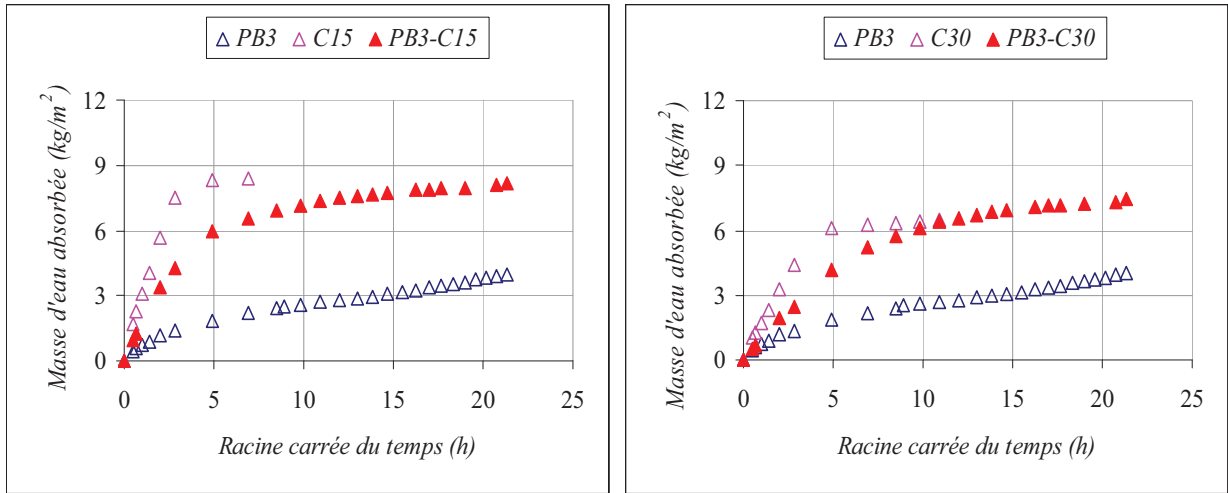 PB3 C15 PB3-C15
Masse d'eau absorbée (kg/m²)
12
9
6
3
0
0 5 10 15 20 25
Racine carrée du temps (h)
PB3 C30 PB3-C30
Masse d'eau absorbée (kg/m²)
12
9
6
3
0
0 5 10 15 20 25
Racine carrée du temps (h)